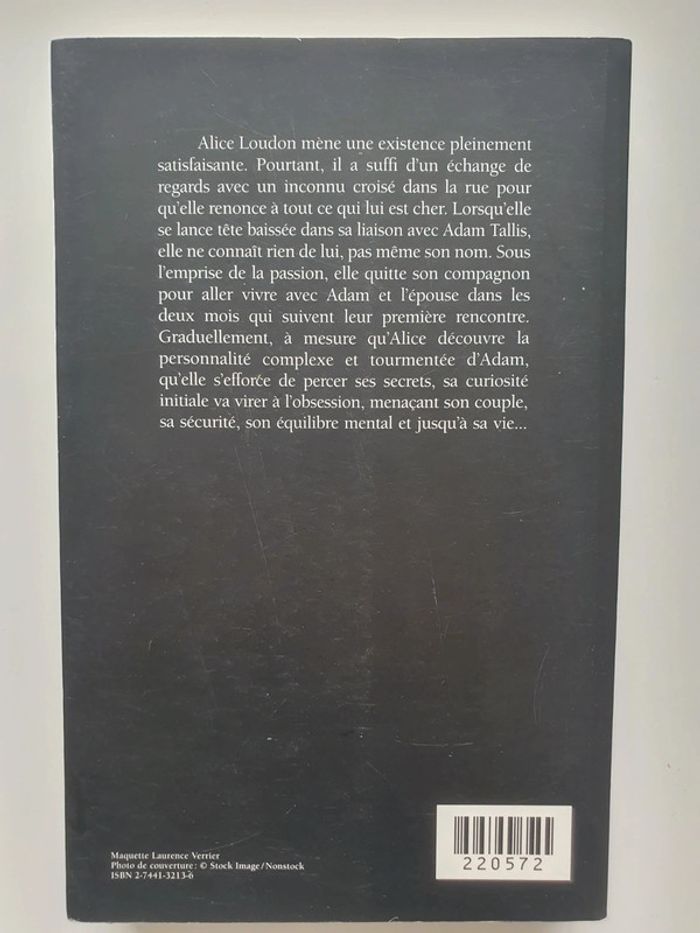 Alice Loudon mène une existence pleinement
satisfaisante. Pourtant, il a suffi d'un échange de
regards avec un inconnu croisé dans la rue pour
qu'elle renonce à tout ce qui lui est cher. Lorsqu'elle
se lance tête baissée dans sa liaison avec Adam Tallis,
elle ne connaît rien de lui, pas même son nom. Sous
l'emprise de la passion, elle quitte son compagnon
pour aller vivre avec Adam et l'épouse dans les
deux mois qui suivent leur première rencontre.
Graduellement, à mesure qu'Alice découvre la
personnalité complexe et tourmentée d'Adam,
qu'elle s'efforce de percer ses secrets, sa curiosité
initiale va virer à l'obsession, menaçant son couple,
sa sécurité, son équilibre mental et jusqu'à sa vie...
Maquette Laurence Verrier
Photo de couverture : © Stock Image / Nonstock
ISBN 2-7441-3213-6
220572